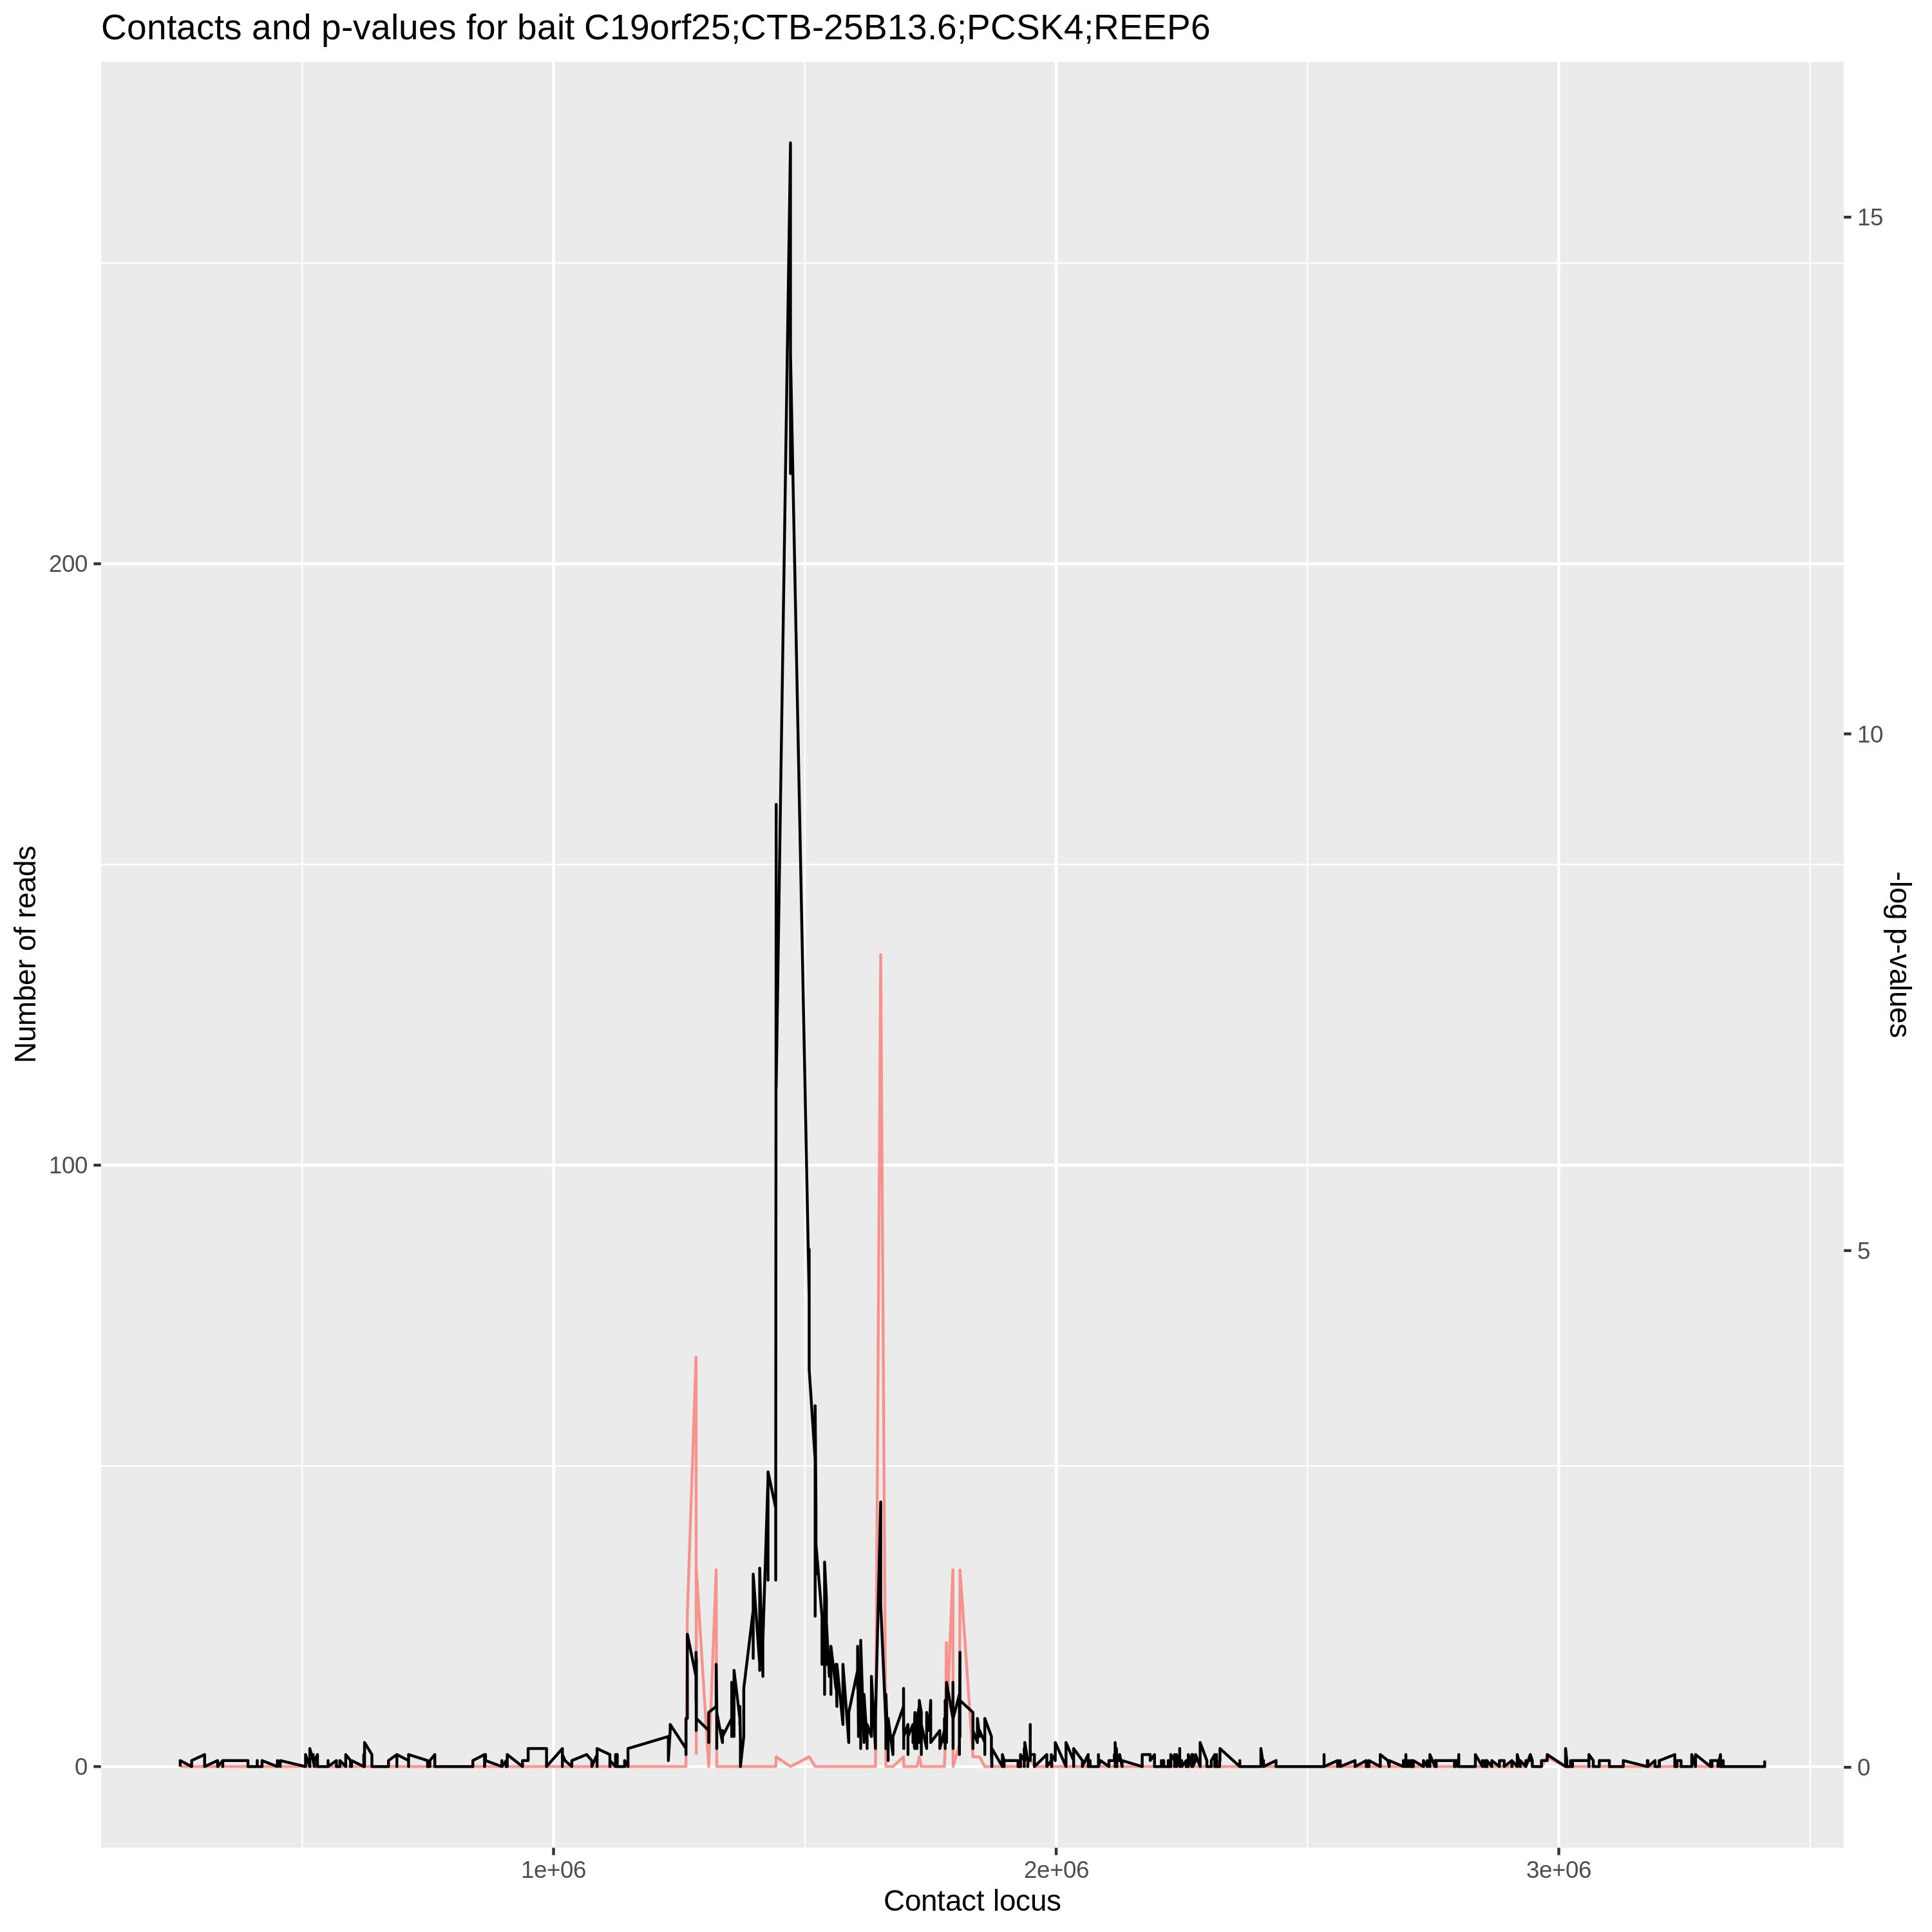 Contacts and p-values for bait C19orf25;CTB-25B13.6;PCSK4;REEP6
15
200
10
Number of reads
-log p-values
100
5
0
0
1e+06
2e+06
3e+06
Contact locus